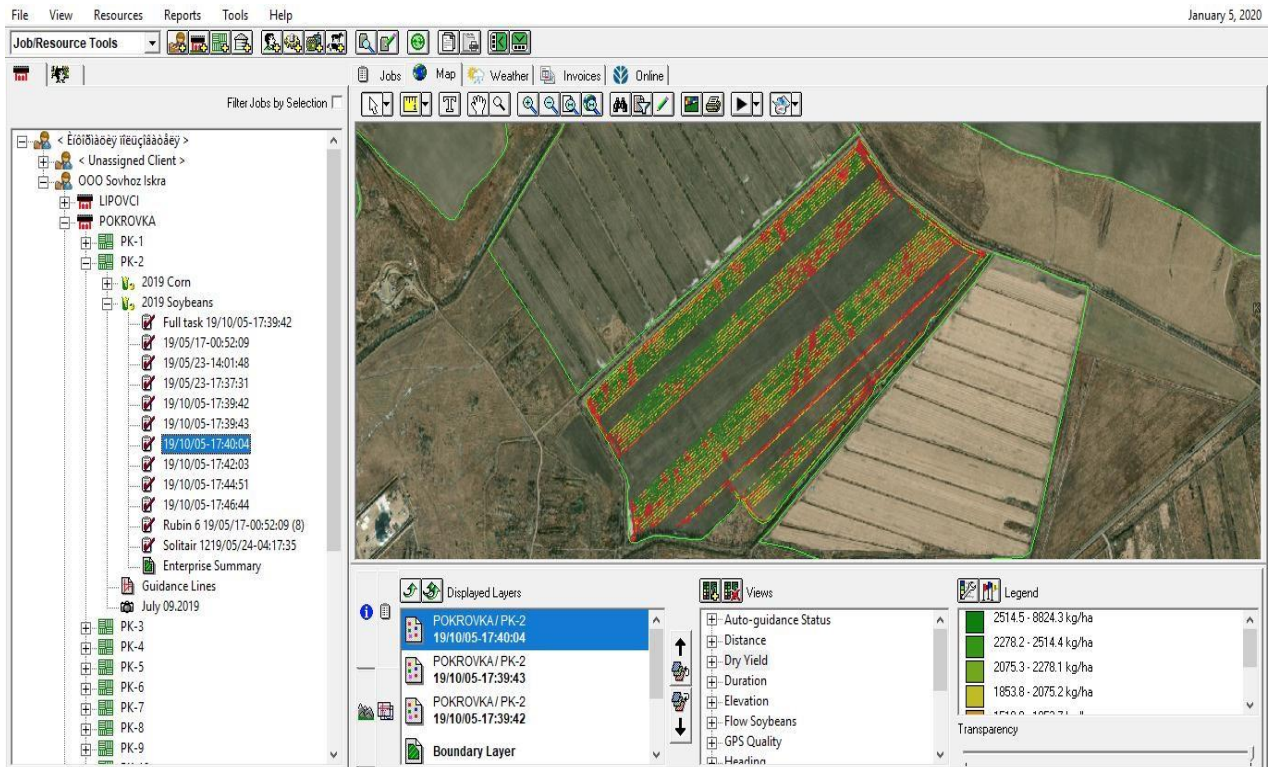 File View Resources Reports Tools Help January 5, 2020
Job/Resource Tools
Jobs Map Weather Invoices Online
Filter Jobs by Selection
< Unassigned Client >
OOO Sovhoz Iskra
LIPOVCI
POKROVKA
PK-1
PK-2
2019 Corn
2019 Soybeans
Full task 19/10/05-17:39:42
19/05/17-00:52:09
19/05/23-14:01:48
19/05/23-17:37:31
19/10/05-17:39:42
19/10/05-17:39:43
19/10/05-17:40:04
19/10/05-17:42:03
19/10/05-17:44:51
19/10/05-17:46:44
Rubin 6 19/05/17-00:52:09 (8)
Solitair 1219/05/24-04:17:35
Enterprise Summary
Guidance Lines
July 09.2019
PK-3
PK-4
PK-5
PK-6
PK-7
PK-8
PK-9
Displayed Layers
POKROVKA/ PK-2
19/10/05-17:40:04
POKROVKA/ PK-2
19/10/05-17:39:43
POKROVKA/ PK-2
19/10/05-17:39:42
Boundary Layer
Views
Auto-guidance Status
Distance
Dry Yield
Duration
Elevation
Flow Soybeans
GPS Quality
Heading
Legend
2514.5 - 8824.3 kg/ha
2278.2 - 2514.4 kg/ha
2075.3 - 2278.1 kg/ha
1853.8 - 2075.2 kg/ha
Transparency